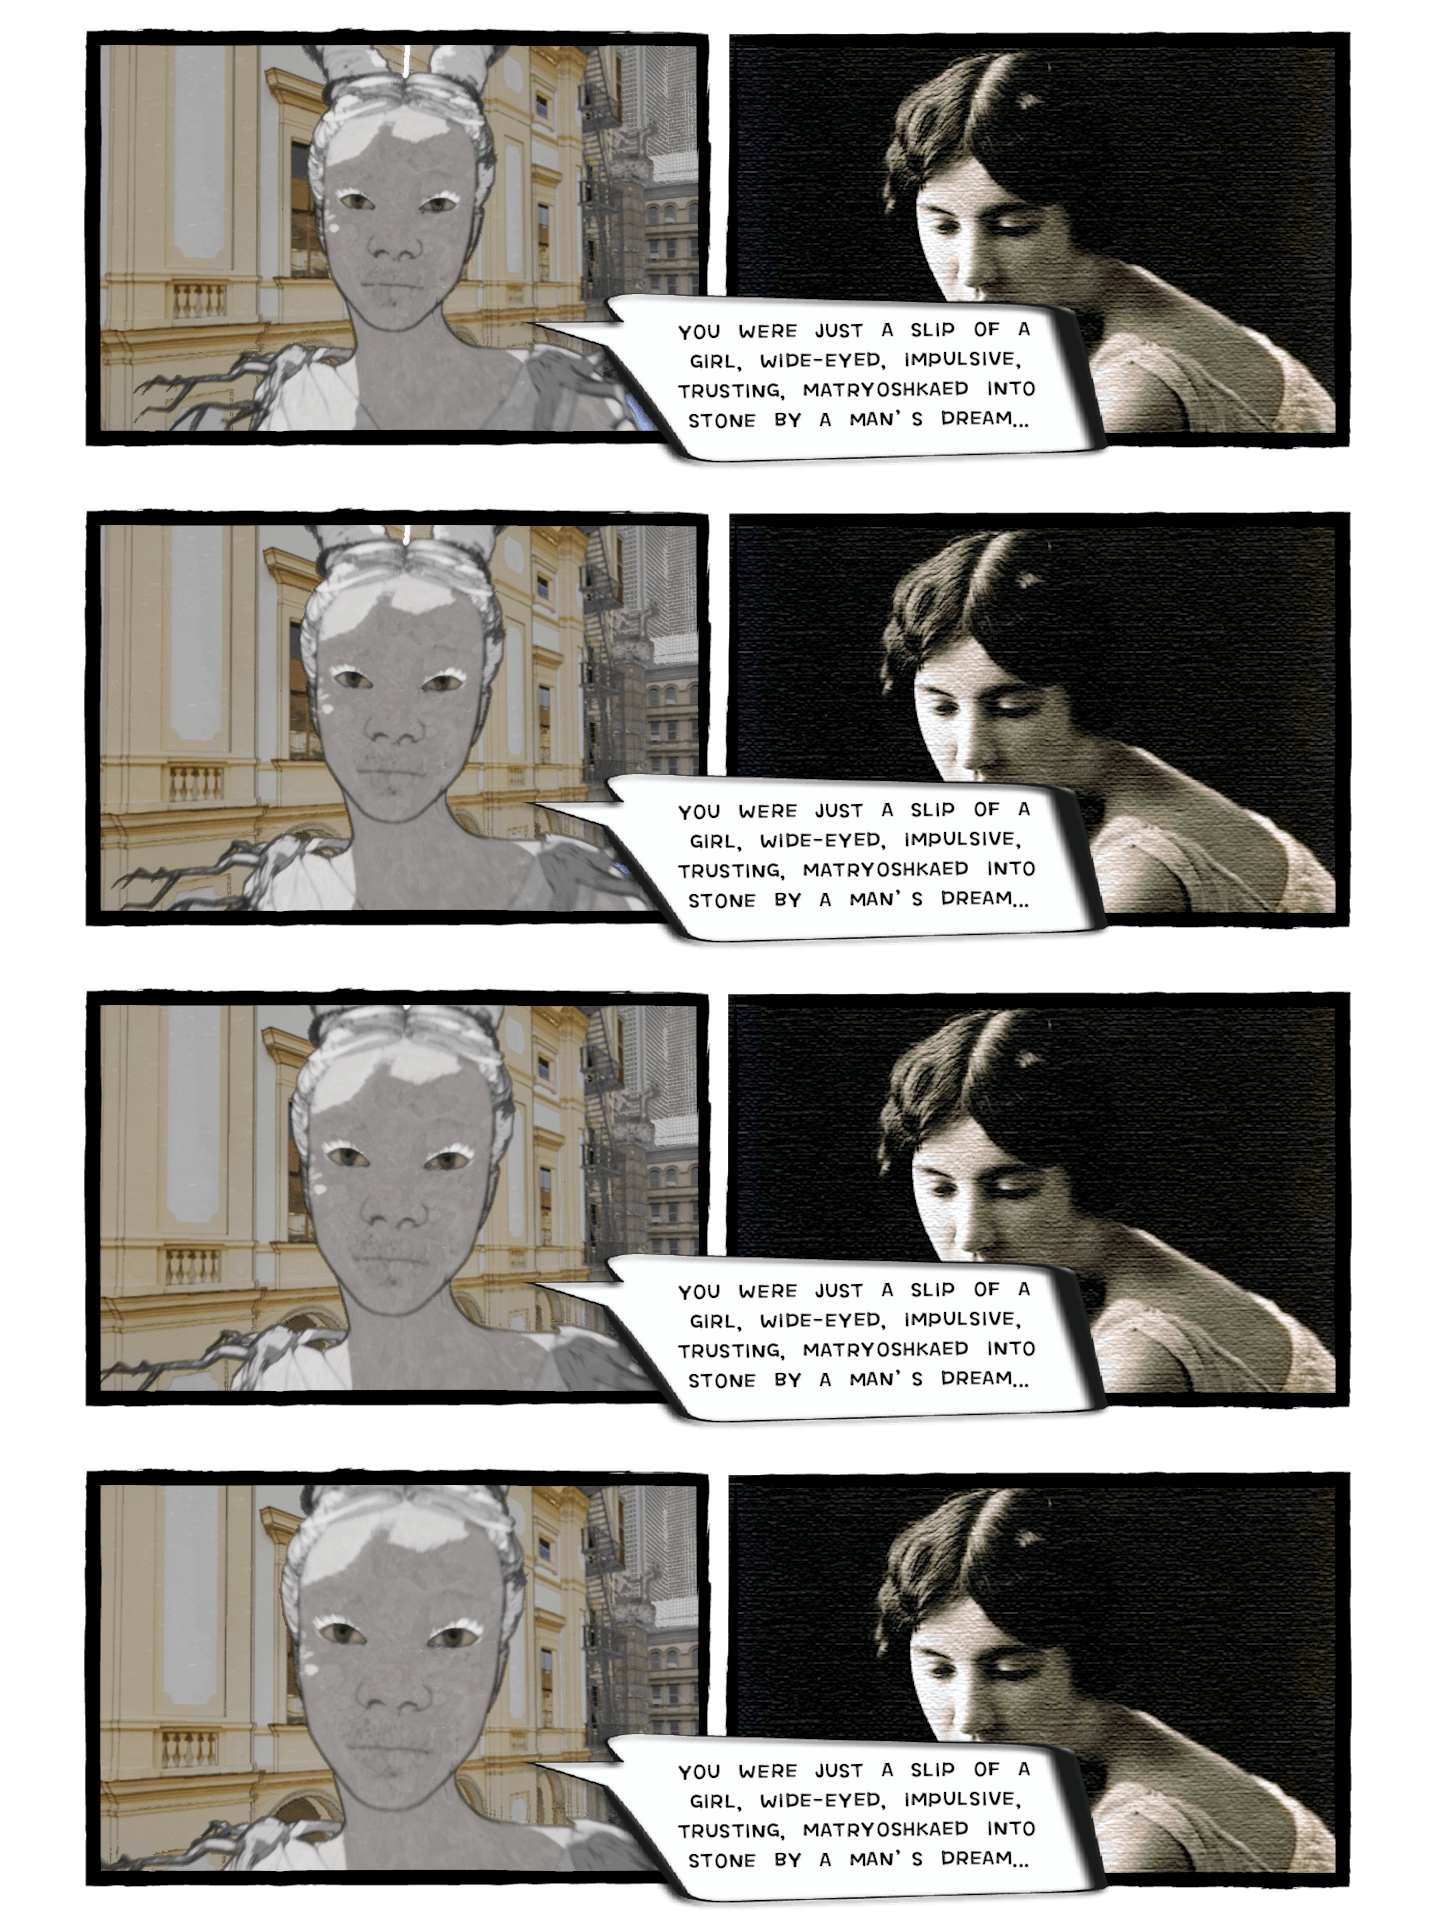 YOU WERE JUST A SLIP OF A
GIRL, WIDE-EYED, IMPULSIVE,
TRUSTING, MATRYOSHKAED INTO
STONE BY A MAN'S DREAM...
YOU WERE JUST A SLIP OF A
GIRL, WIDE-EYED, IMPULSIVE,
TRUSTING, MATRYOSHKAED INTO
STONE BY A MAN'S DREAM...
YOU WERE JUST A SLIP OF A
GIRL, WIDE-EYED, IMPULSIVE,
TRUSTING, MATRYOSHKAED INTO
STONE BY A MAN'S DREAM...
YOU WERE JUST A SLIP OF A
GIRL, WIDE-EYED, IMPULSIVE,
TRUSTING, MATRYOSHKAED INTO
STONE BY A MAN'S DREAM...